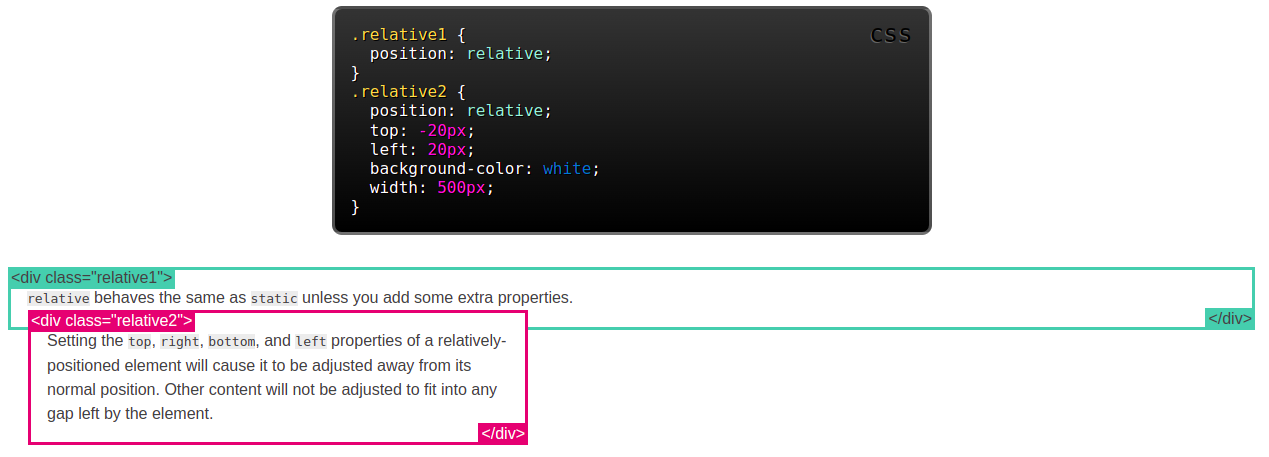 CSS
.relative1 {
  position: relative;
}
.relative2 {
  position: relative;
  top: -20px;
  left: 20px;
  background-color: white;
  width: 500px;
}
<div class="relative1">
relative behaves the same as static unless you add some extra properties.
</div>
<div class="relative2">
Setting the top, right, bottom, and left properties of a relatively-
positioned element will cause it to be adjusted away from its
normal position. Other content will not be adjusted to fit into any
gap left by the element.
</div>